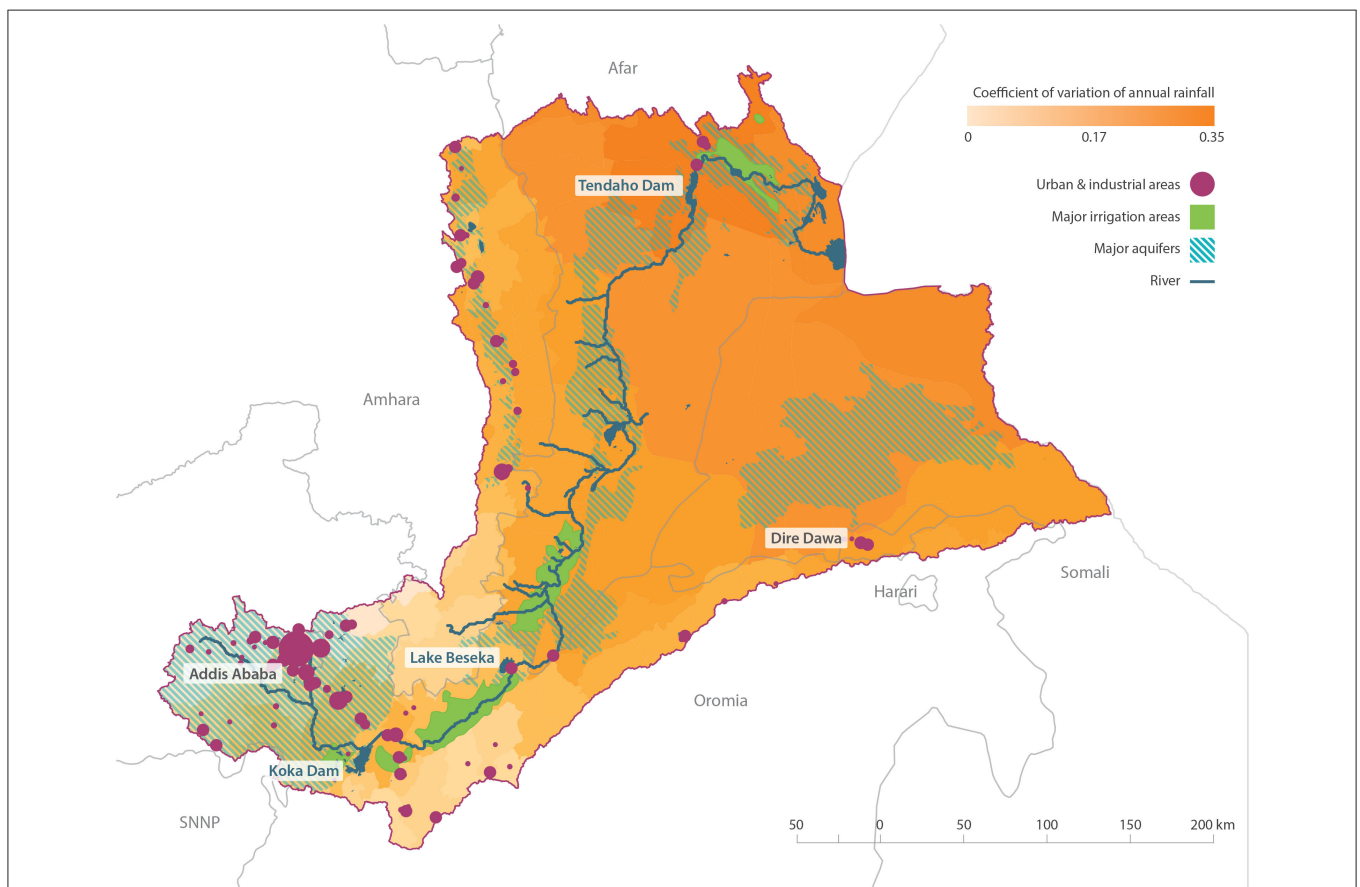 Afar
Coefficient of variation of annual rainfall
0 0.17 0.35
Tendaho Dam
Urban & industrial areas
Major irrigation areas
Major aquifers
River
Amhara
Dire Dawa
Somali
Harari
Lake Beseka
Addis Ababa
Oromia
Koka Dam
SNNP
50 0 50 100 150 200 km